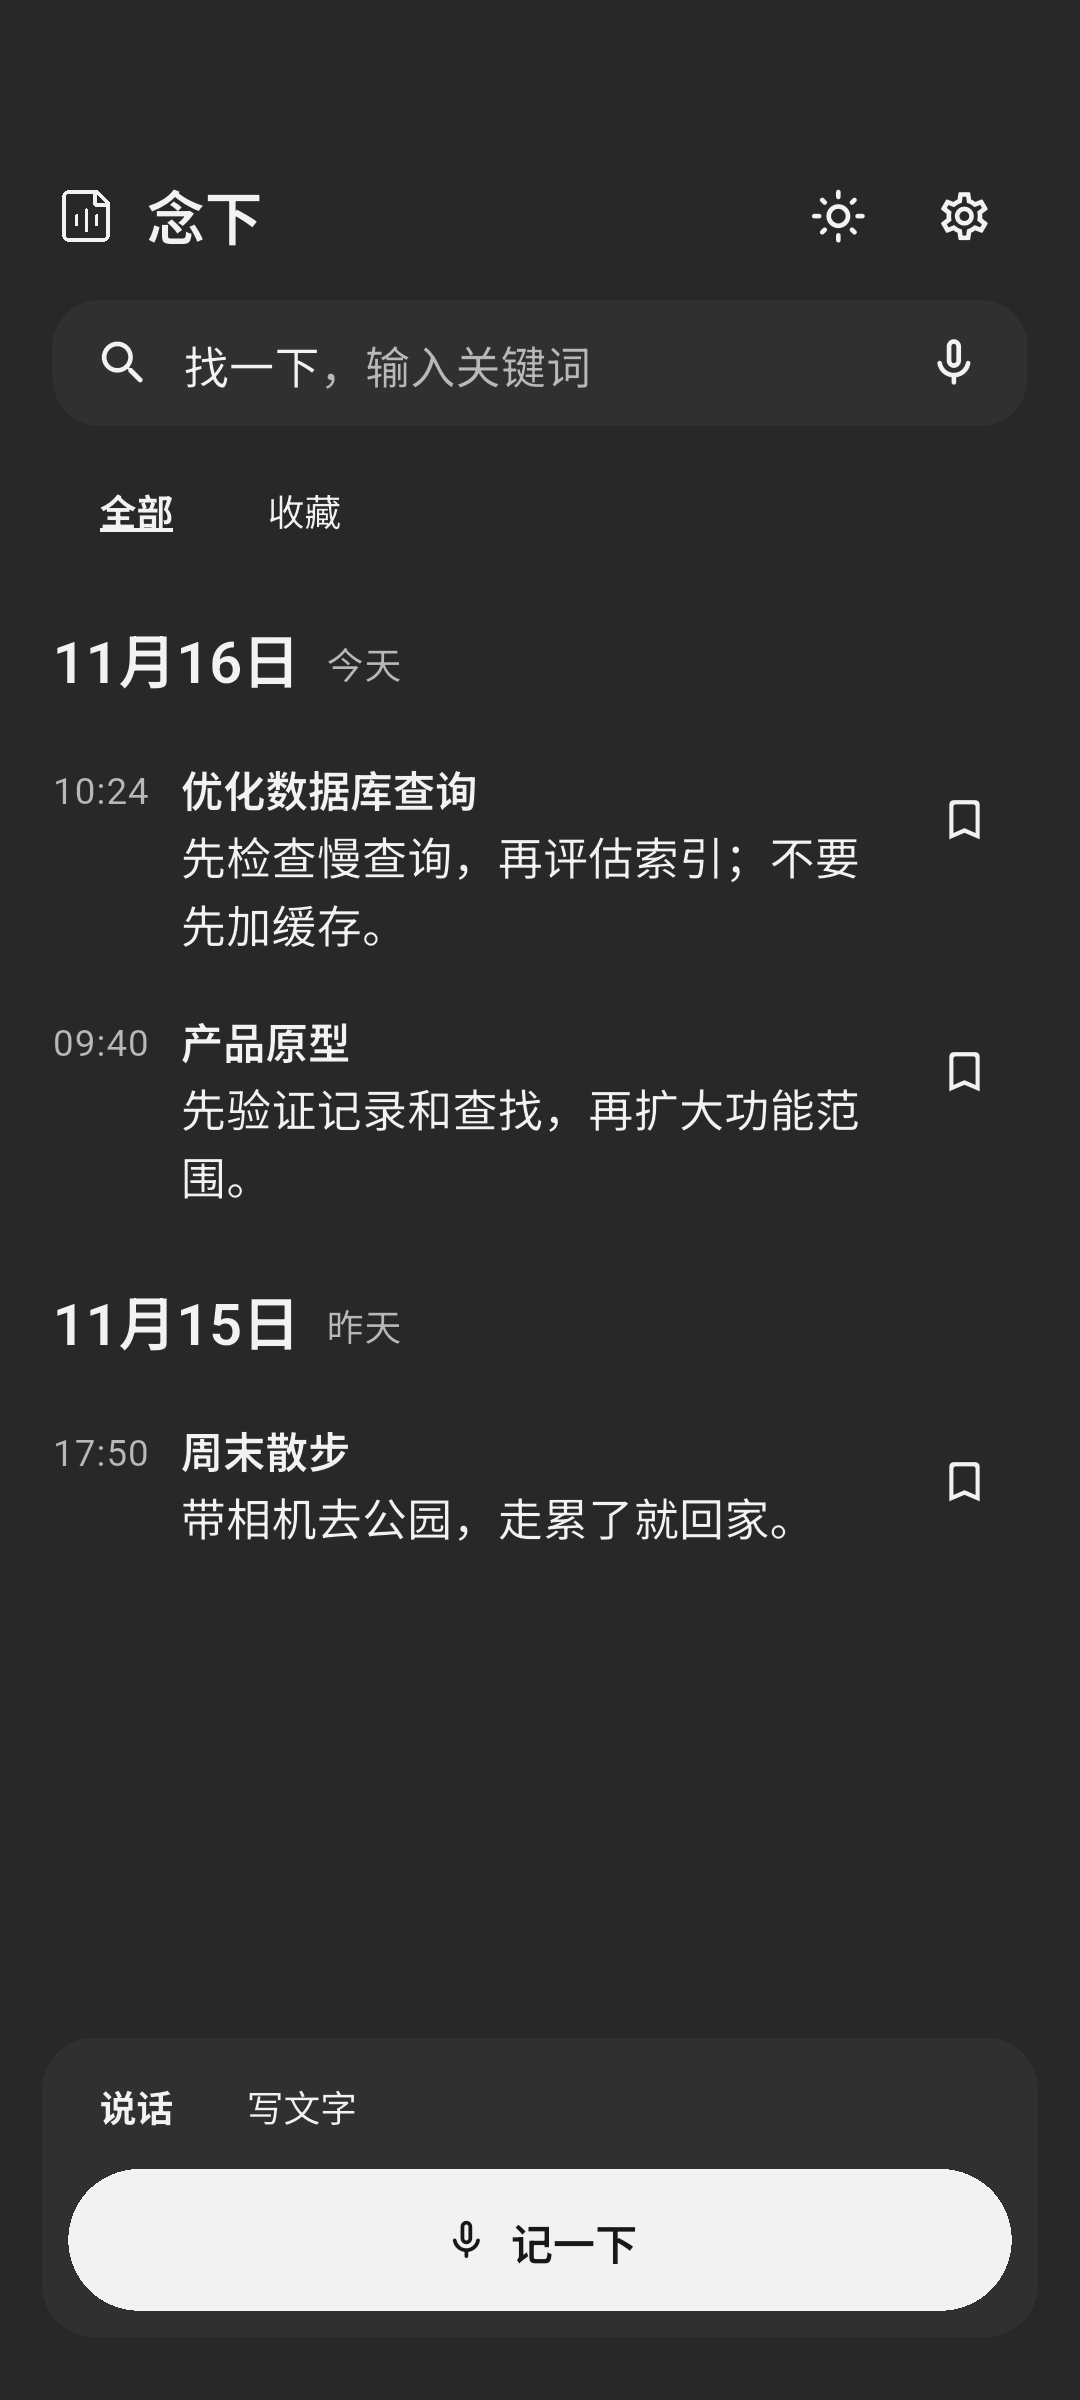 念下
找一下，输入关键词
全部 收藏
11月16日 今天
10:24 优化数据库查询
先检查慢查询，再评估索引；不要
先加缓存。
09:40 产品原型
先验证记录和查找，再扩大功能范
围。
11月15日 昨天
17:50 周末散步
带相机去公园，走累了就回家。
说话 写文字
记一下